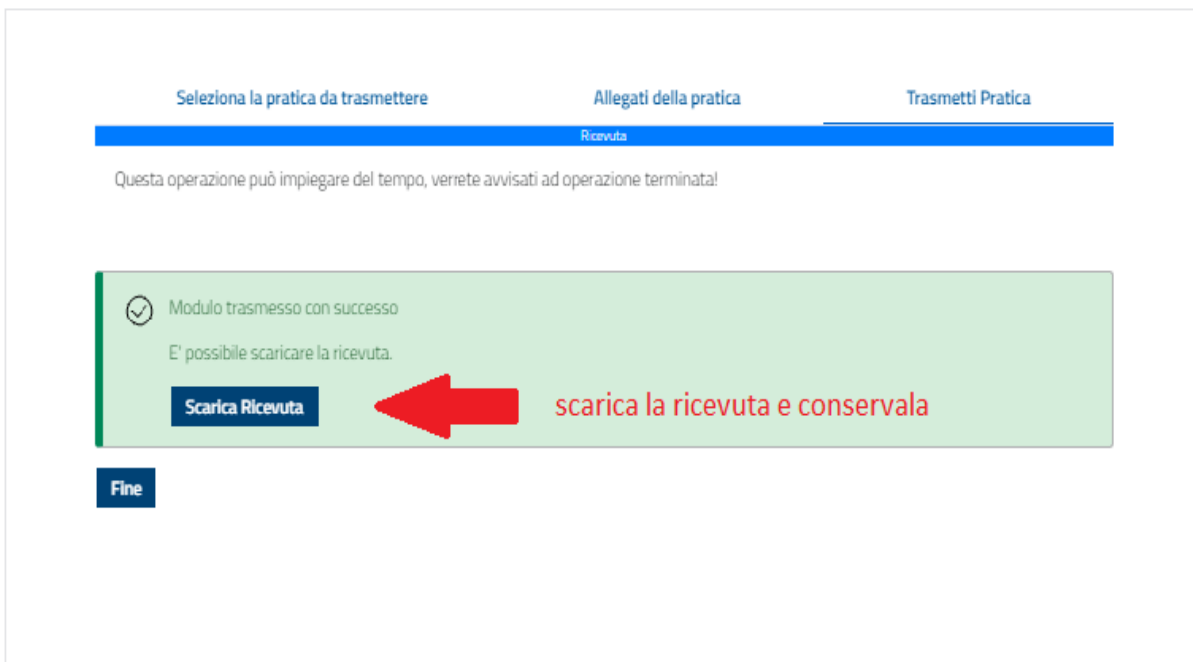 Seleziona la pratica da trasmettere
Allegati della pratica
Trasmetti Pratica
Ricevuta
Questa operazione può impiegare del tempo, verrete avvisati ad operazione terminata!
Modulo trasmesso con successo
E' possibile scaricare la ricevuta.
Scarica Ricevuta
scarica la ricevuta e conservala
Fine